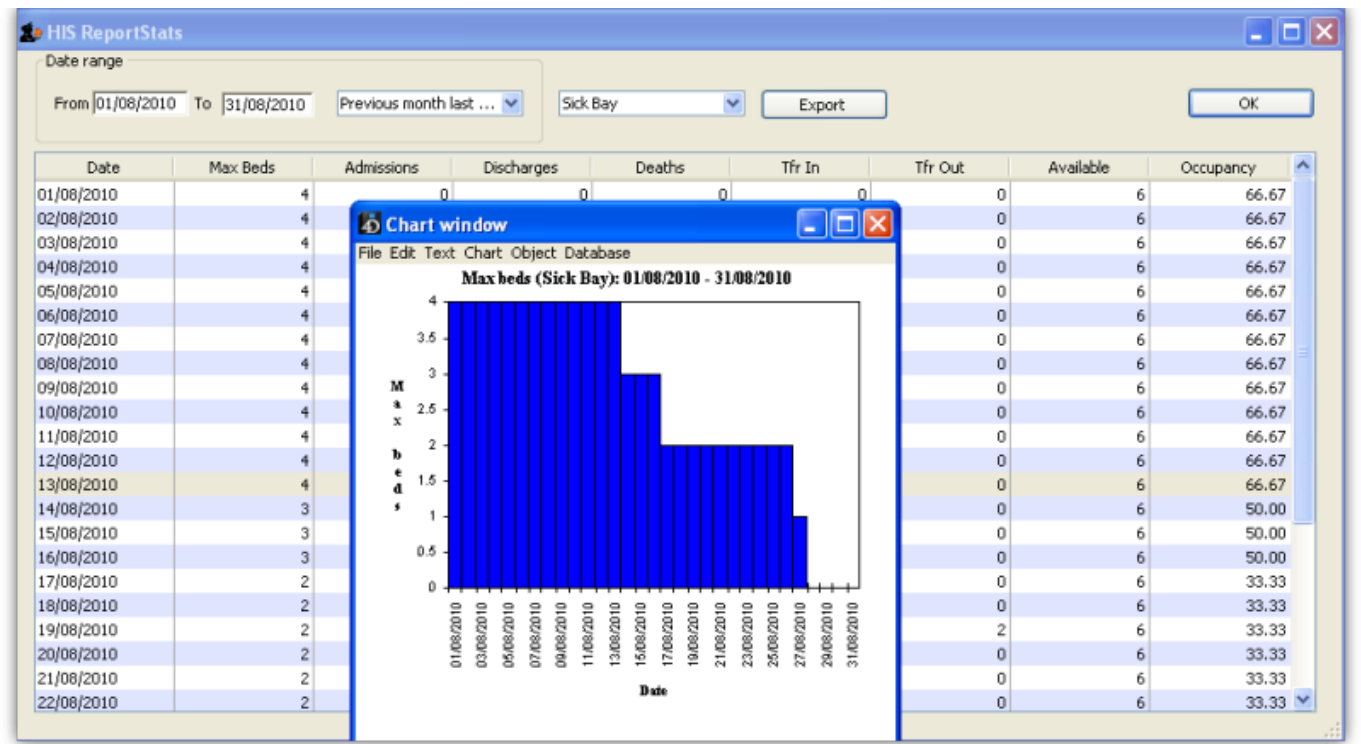 HIS ReportStats
Date range
From 01/08/2010 To 31/08/2010 Previous month last ... Sick Bay Export OK
Date Max Beds Admissions Discharges Deaths Tfr In Tfr Out Available Occupancy
01/08/2010 4 0 0 0 0 0 6 66.67
02/08/2010 4 0 6 66.67
03/08/2010 4 0 6 66.67
04/08/2010 4 0 6 66.67
05/08/2010 4 0 6 66.67
06/08/2010 4 0 6 66.67
07/08/2010 4 0 6 66.67
08/08/2010 4 0 6 66.67
09/08/2010 4 0 6 66.67
10/08/2010 4 0 6 66.67
11/08/2010 4 0 6 66.67
12/08/2010 4 0 6 66.67
13/08/2010 4 0 6 66.67
14/08/2010 3 0 6 50.00
15/08/2010 3 0 6 50.00
16/08/2010 3 0 6 50.00
17/08/2010 2 0 6 33.33
18/08/2010 2 0 6 33.33
19/08/2010 2 2 6 33.33
20/08/2010 2 0 6 33.33
21/08/2010 2 0 6 33.33
22/08/2010 2 0 6 33.33
Chart window
File Edit Text Chart Object Database
Max beds (Sick Bay): 01/08/2010 - 31/08/2010
4
3.5
3
2.5
2
1.5
1
0.5
0
Max beds
01/08/2010
03/08/2010
05/08/2010
07/08/2010
09/08/2010
11/08/2010
13/08/2010
15/08/2010
17/08/2010
19/08/2010
21/08/2010
23/08/2010
25/08/2010
27/08/2010
29/08/2010
31/08/2010
Date